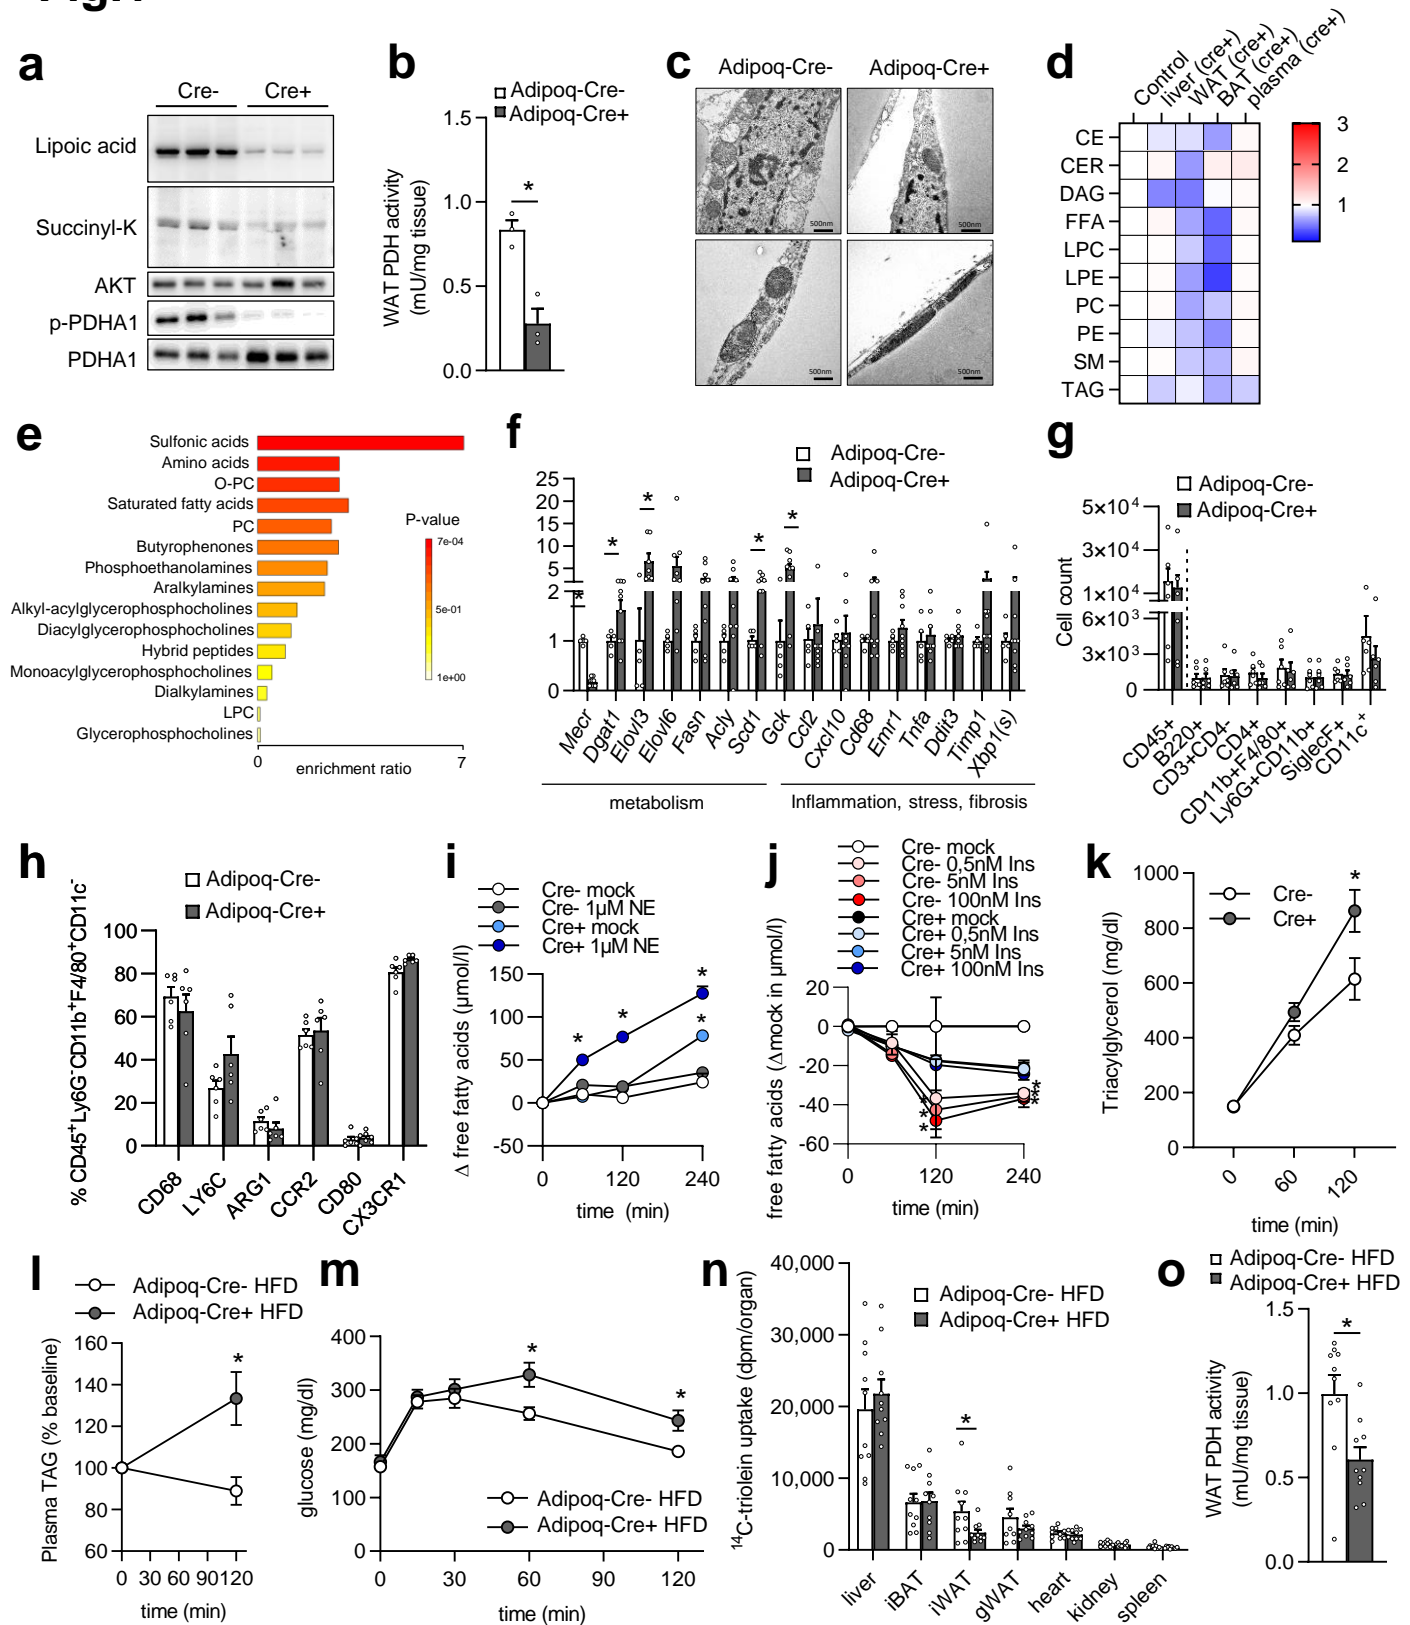 a
Cre-
Cre+
Lipoic acid
Succinyl-K
AKT
p-PDHA1
PDHA1
b
Adipoq-Cre-
Adipoq-Cre+
WAT PDH activity
(mU/mg tissue)
1.5
1.0
0.5
0.0
*
c
Adipoq-Cre-
Adipoq-Cre+
500nm
500nm
500nm
500nm
d
Control
liver (cre+)
WAT (cre+)
BAT (cre+)
plasma (cre+)
CE
CER
DAG
FFA
LPC
LPE
PC
PE
SM
TAG
3
2
1
e
Sulfonic acids
Amino acids
O-PC
Saturated fatty acids
PC
Butyrophenones
Phosphoethanolamines
Aralkylamines
Alkyl-acylglycerophosphocholines
Diacylglycerophosphocholines
Hybrid peptides
Monoacylglycerophosphocholines
Dialkylamines
LPC
Glycerophosphocholines
0
7
enrichment ratio
P-value
7e-04
5e-01
1e+00
f
Adipoq-Cre-
Adipoq-Cre+
25
20
15
10
5
2
1
0
* * * * *
Mecr
Dgat1
Elovl3
Elovl6
Fasn
Acly
Scd1
Gck
Ccl2
Cxcl10
Cd68
Emr1
Tnfa
Ddit3
Timp1
Xbp1(s)
metabolism
Inflammation, stress, fibrosis
g
Adipoq-Cre-
Adipoq-Cre+
Cell count
5×10⁴
3×10⁴
1×10⁴
6×10³
3×10³
0
CD45+
B220+
CD3+CD4-
CD4+
CD11b+F4/80+
Ly6G+CD11b+
SiglecF+
CD11c⁺
h
Adipoq-Cre-
Adipoq-Cre+
% CD45⁺Ly6G⁻CD11b⁺F4/80⁺CD11c⁻
100
80
60
40
20
0
CD68
LY6C
ARG1
CCR2
CD80
CX3CR1
i
Cre- mock
Cre- 1µM NE
Cre+ mock
Cre+ 1µM NE
Δ free fatty acids (µmol/l)
150
100
50
0
-50
* * * *
0
120
240
time (min)
j
Cre- mock
Cre- 0,5nM Ins
Cre- 5nM Ins
Cre- 100nM Ins
Cre+ mock
Cre+ 0,5nM Ins
Cre+ 5nM Ins
Cre+ 100nM Ins
free fatty acids (Δmock in µmol/l)
20
0
-20
-40
-60
0
120
240
time (min)
k
Cre-
Cre+
Triacylglycerol (mg/dl)
1000
800
600
400
200
0
*
0
60
120
time (min)
l
Adipoq-Cre- HFD
Adipoq-Cre+ HFD
Plasma TAG (% baseline)
160
140
120
100
80
60
*
0 30 60 90 120
time (min)
m
glucose (mg/dl)
400
300
200
100
0
* *
Adipoq-Cre- HFD
Adipoq-Cre+ HFD
0 30 60 90 120
time (min)
n
Adipoq-Cre- HFD
Adipoq-Cre+ HFD
¹⁴C-triolein uptake (dpm/organ)
40,000
30,000
20,000
10,000
0
*
liver
iBAT
iWAT
gWAT
heart
kidney
spleen
o
Adipoq-Cre- HFD
Adipoq-Cre+ HFD
WAT PDH activity
(mU/mg tissue)
1.5
1.0
0.5
0.0
*